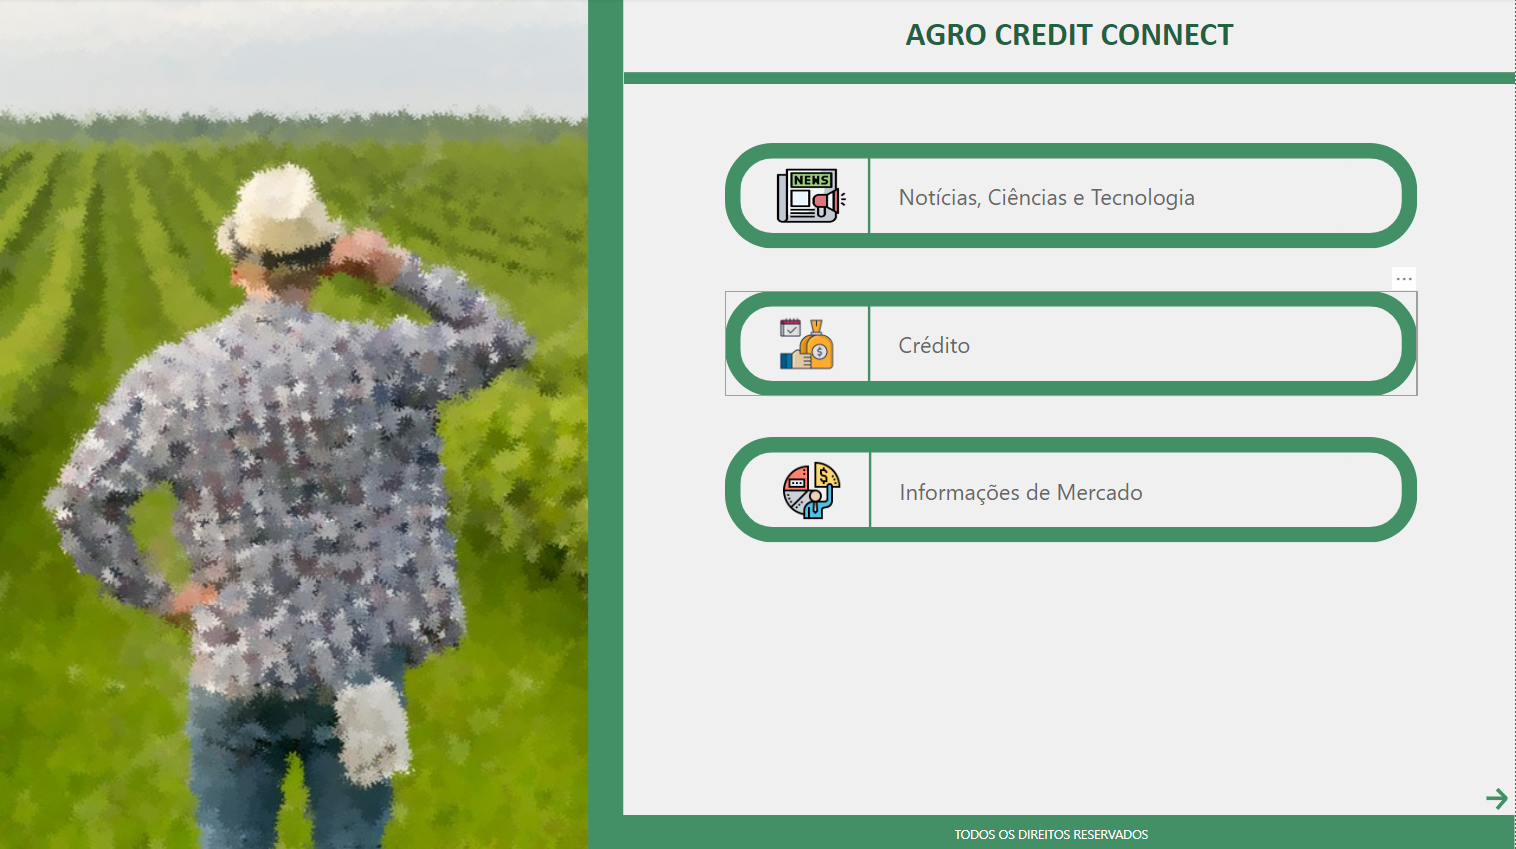 AGRO CREDIT CONNECT
NEWS
Notícias, Ciências e Tecnologia
Crédito
Informações de Mercado
TODOS OS DIREITOS RESERVADOS